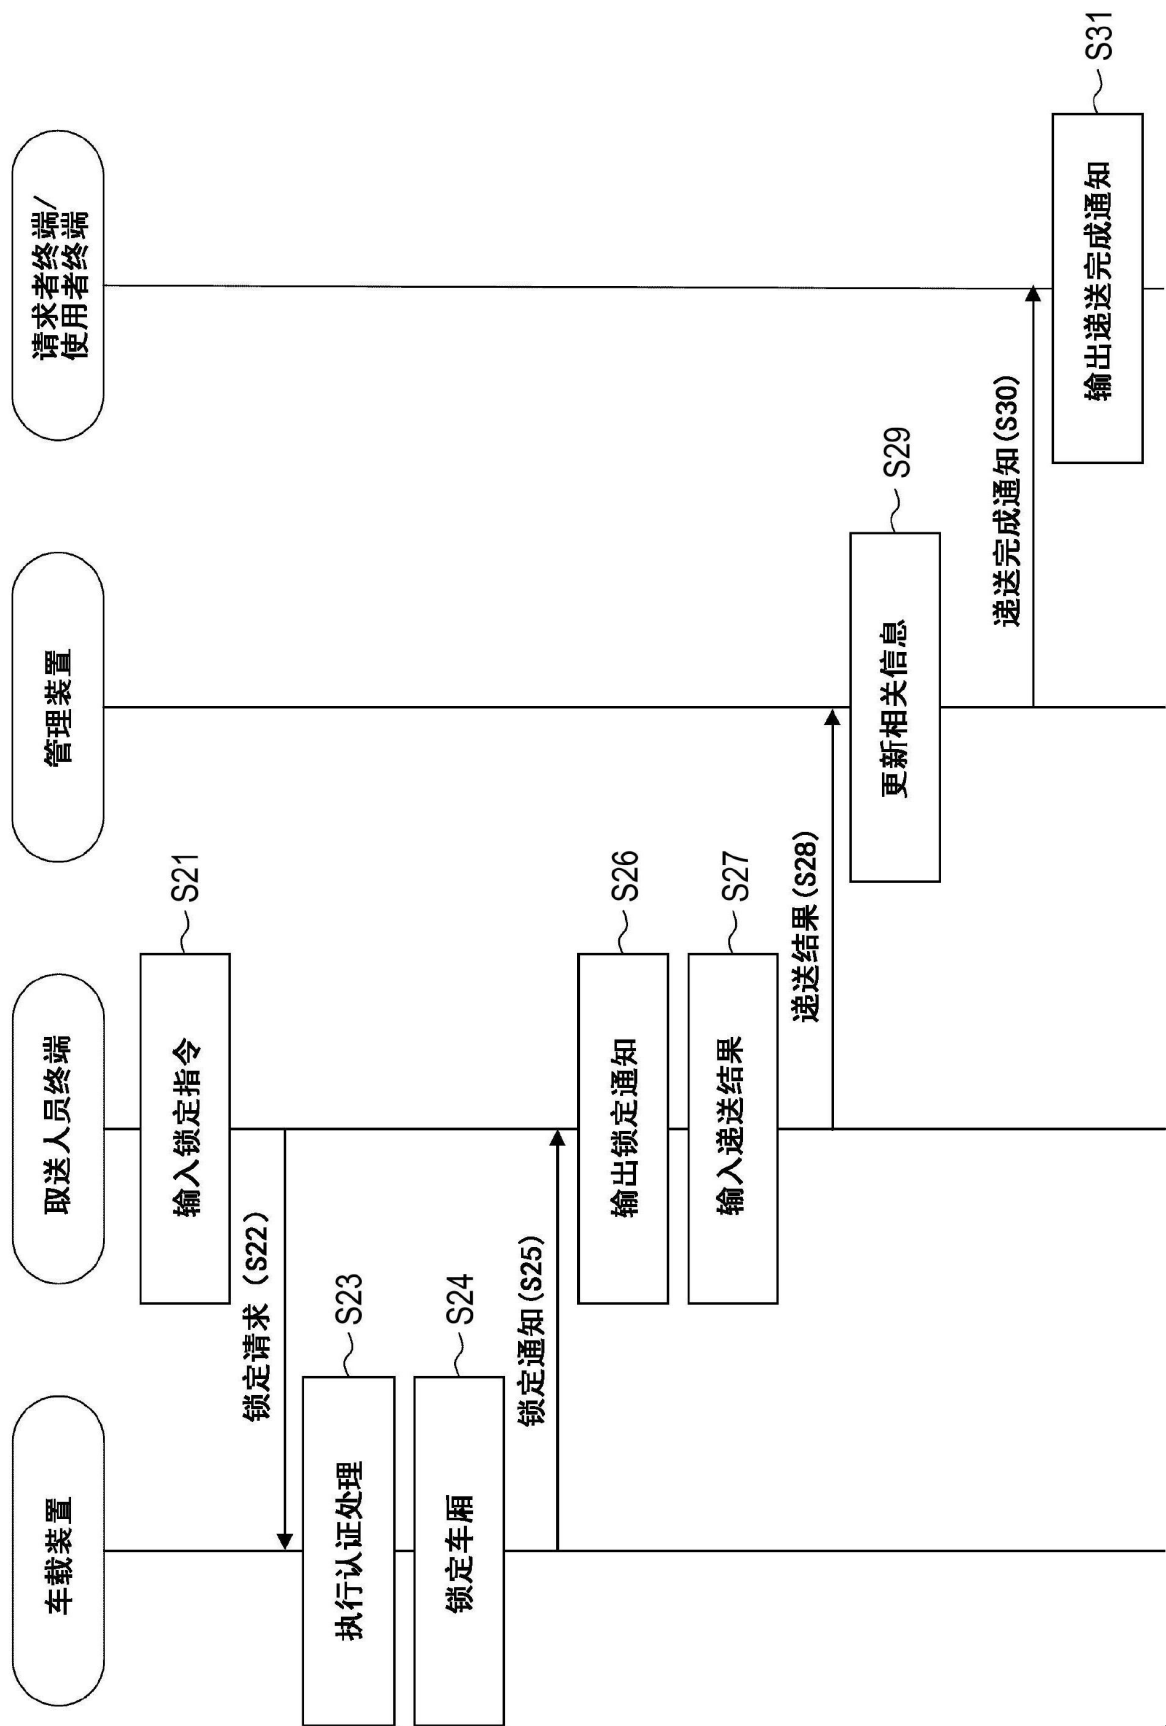 车载装置
取送人员终端
管理装置
请求者终端/
使用者终端
输入锁定指令
S21
锁定请求（S22）
执行认证处理
S23
锁定车厢
S24
锁定通知(S25)
输出锁定通知
S26
输入递送结果
S27
递送结果(S28)
更新相关信息
S29
递送完成通知(S30)
输出递送完成通知
S31